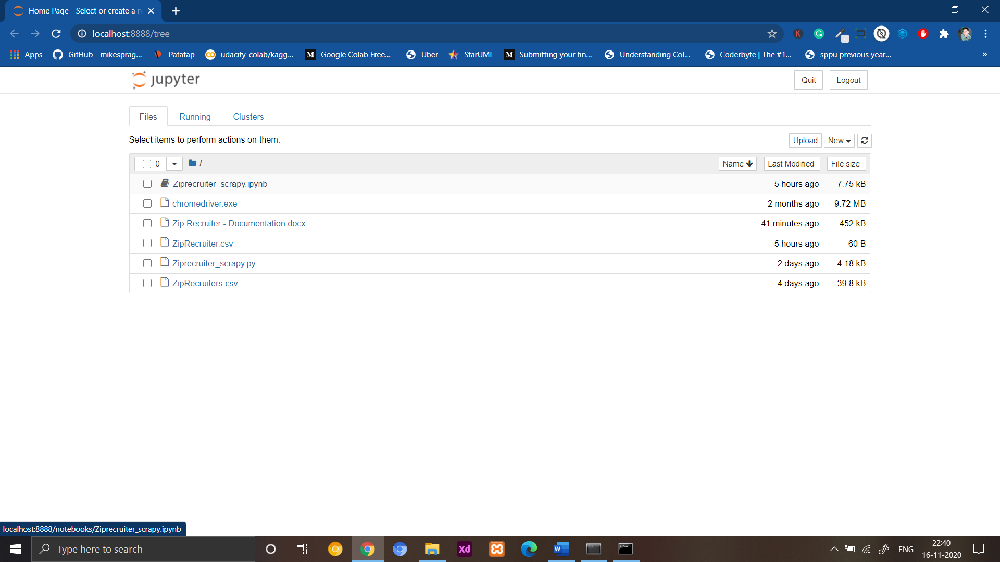 Home Page - Select or create a n
localhost:8888/tree
Apps GitHub - mikesprag... Patatap udacity_colab/kagg... M Google Colab Free... Uber StarUML M Submitting your fin... Understanding Col... Coderbyte | The #1... sppu previous year... »
jupyter Quit Logout
Files Running Clusters
Select items to perform actions on them. Upload New
0 / Name Last Modified File size
Ziprecruiter_scrapy.ipynb 5 hours ago 7.75 kB
chromedriver.exe 2 months ago 9.72 MB
Zip Recruiter - Documentation.docx 41 minutes ago 452 kB
ZipRecruiter.csv 5 hours ago 60 B
Ziprecruiter_scrapy.py 2 days ago 4.18 kB
ZipRecruiters.csv 4 days ago 39.8 kB
localhost:8888/notebooks/Ziprecruiter_scrapy.ipynb
Type here to search Xd W ENG 22:40
16-11-2020